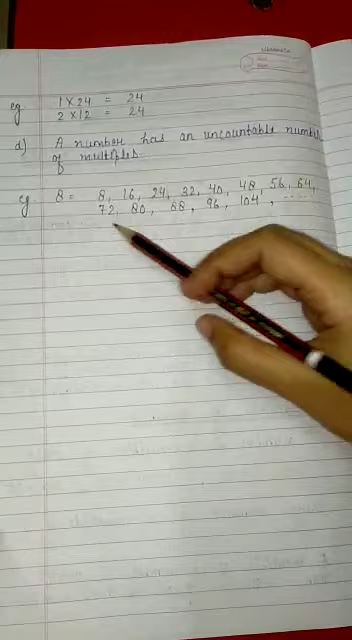 eg. 1 x 24 = 24
2 x 12 = 24
d) A number has an uncountable number
of multiples.
eg 8 = 8, 16, 24, 32, 40, 48, 56, 64,
72, 80, 88, 96, 104, .....